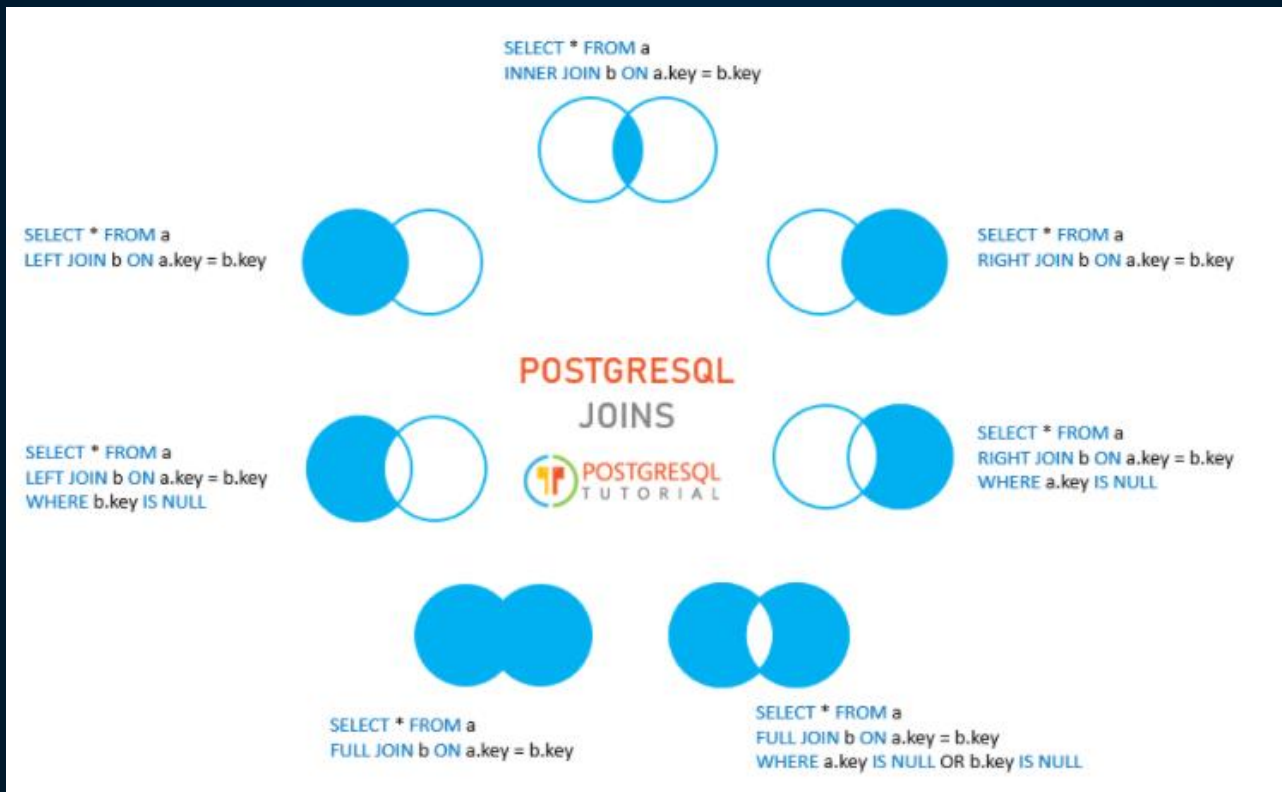 SELECT * FROM a
INNER JOIN b ON a.key = b.key
SELECT * FROM a
LEFT JOIN b ON a.key = b.key
SELECT * FROM a
RIGHT JOIN b ON a.key = b.key
POSTGRESQL
JOINS
POSTGRESQL
TUTORIAL
SELECT * FROM a
LEFT JOIN b ON a.key = b.key
WHERE b.key IS NULL
SELECT * FROM a
RIGHT JOIN b ON a.key = b.key
WHERE a.key IS NULL
SELECT * FROM a
FULL JOIN b ON a.key = b.key
SELECT * FROM a
FULL JOIN b ON a.key = b.key
WHERE a.key IS NULL OR b.key IS NULL